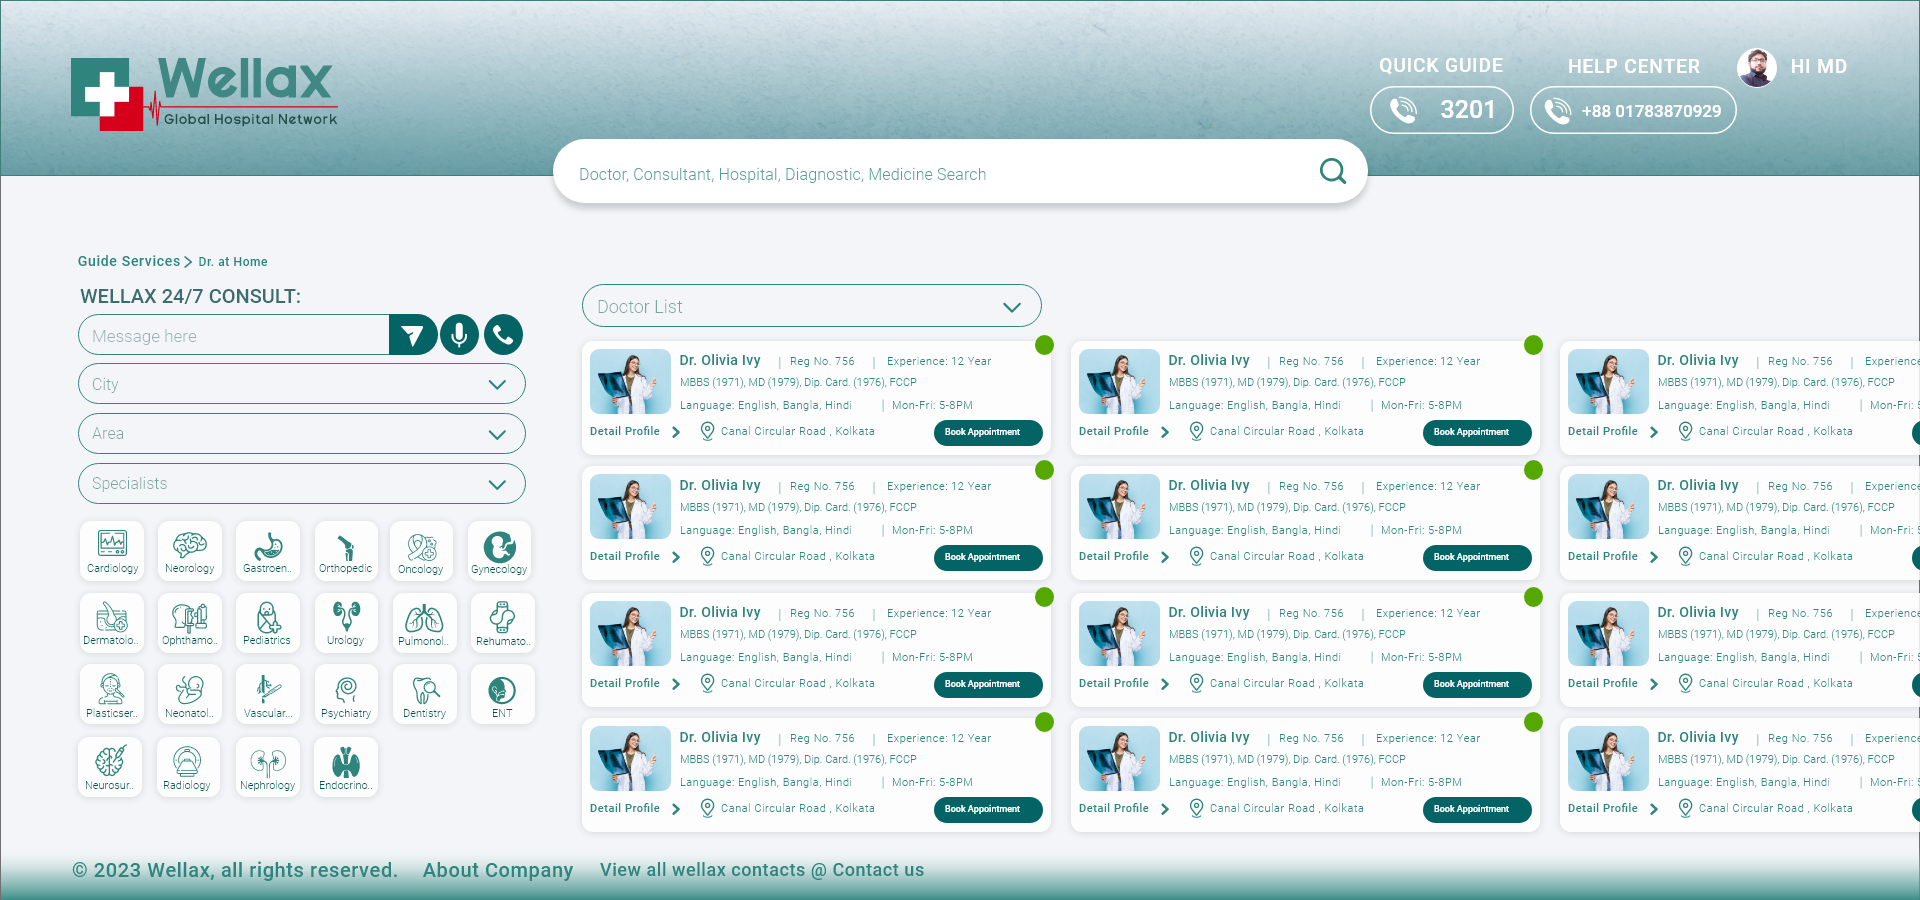 Wellax
Global Hospital Network
QUICK GUIDE
HELP CENTER
HI MD
3201
+88 01783870929
Doctor, Consultant, Hospital, Diagnostic, Medicine Search
Guide Services
Dr. at Home
WELLAX 24/7 CONSULT:
Message here
City
Area
Specialists
Cardiology
Neorology
Gastroen..
Orthopedic
Oncology
Gynecology
Dermatolo..
Ophthamo..
Pediatrics
Urology
Pulmonol..
Rehumato..
Plasticser..
Neonatol..
Vascular...
Psychiatry
Dentistry
ENT
Neurosur..
Radiology
Nephrology
Endocrino..
Doctor List
Dr. Olivia Ivy | Reg No. 756 | Experience: 12 Year
MBBS (1971), MD (1979), Dip. Card. (1976), FCCP
Language: English, Bangla, Hindi | Mon-Fri: 5-8PM
Detail Profile
Canal Circular Road , Kolkata
Book Appointment
Dr. Olivia Ivy | Reg No. 756 | Experience: 12 Year
MBBS (1971), MD (1979), Dip. Card. (1976), FCCP
Language: English, Bangla, Hindi | Mon-Fri: 5-8PM
Detail Profile
Canal Circular Road , Kolkata
Book Appointment
Dr. Olivia Ivy | Reg No. 756 | Experience
MBBS (1971), MD (1979), Dip. Card. (1976), FCCP
Language: English, Bangla, Hindi | Mon-Fri: 5
Detail Profile
Canal Circular Road , Kolkata
Dr. Olivia Ivy | Reg No. 756 | Experience: 12 Year
MBBS (1971), MD (1979), Dip. Card. (1976), FCCP
Language: English, Bangla, Hindi | Mon-Fri: 5-8PM
Detail Profile
Canal Circular Road , Kolkata
Book Appointment
Dr. Olivia Ivy | Reg No. 756 | Experience: 12 Year
MBBS (1971), MD (1979), Dip. Card. (1976), FCCP
Language: English, Bangla, Hindi | Mon-Fri: 5-8PM
Detail Profile
Canal Circular Road , Kolkata
Book Appointment
Dr. Olivia Ivy | Reg No. 756 | Experience
MBBS (1971), MD (1979), Dip. Card. (1976), FCCP
Language: English, Bangla, Hindi | Mon-Fri: 5
Detail Profile
Canal Circular Road , Kolkata
Dr. Olivia Ivy | Reg No. 756 | Experience: 12 Year
MBBS (1971), MD (1979), Dip. Card. (1976), FCCP
Language: English, Bangla, Hindi | Mon-Fri: 5-8PM
Detail Profile
Canal Circular Road , Kolkata
Book Appointment
Dr. Olivia Ivy | Reg No. 756 | Experience: 12 Year
MBBS (1971), MD (1979), Dip. Card. (1976), FCCP
Language: English, Bangla, Hindi | Mon-Fri: 5-8PM
Detail Profile
Canal Circular Road , Kolkata
Book Appointment
Dr. Olivia Ivy | Reg No. 756 | Experience
MBBS (1971), MD (1979), Dip. Card. (1976), FCCP
Language: English, Bangla, Hindi | Mon-Fri: 5
Detail Profile
Canal Circular Road , Kolkata
Dr. Olivia Ivy | Reg No. 756 | Experience: 12 Year
MBBS (1971), MD (1979), Dip. Card. (1976), FCCP
Language: English, Bangla, Hindi | Mon-Fri: 5-8PM
Detail Profile
Canal Circular Road , Kolkata
Book Appointment
Dr. Olivia Ivy | Reg No. 756 | Experience: 12 Year
MBBS (1971), MD (1979), Dip. Card. (1976), FCCP
Language: English, Bangla, Hindi | Mon-Fri: 5-8PM
Detail Profile
Canal Circular Road , Kolkata
Book Appointment
Dr. Olivia Ivy | Reg No. 756 | Experience
MBBS (1971), MD (1979), Dip. Card. (1976), FCCP
Language: English, Bangla, Hindi | Mon-Fri: 5
Detail Profile
Canal Circular Road , Kolkata
© 2023 Wellax, all rights reserved.
About Company
View all wellax contacts @ Contact us